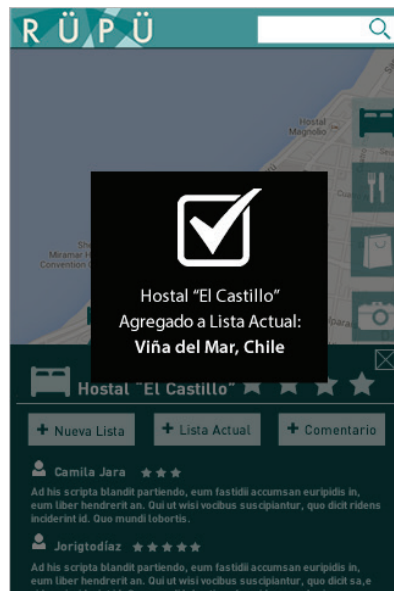 RÜPÜ
Hostal
Magnolio
Miramar H
Convention C
Hostal “El Castillo”
Agregado a Lista Actual:
Viña del Mar, Chile
Hostal “El Castillo”
+ Nueva Lista
+ Lista Actual
+ Comentario
Camila Jara
Ad his scripta blandit partiendo, eum fastidii accumsan euripidis in,
eum liber hendrerit an. Qui ut wisi vocibus suscipiantur, quo dicit ridens
inciderint id. Quo mundi lobortis.
Jorigtodíaz
Ad his scripta blandit partiendo, eum fastidii accumsan euripidis in,
eum liber hendrerit an. Qui ut wisi vocibus suscipiantur, quo dicit sa,e